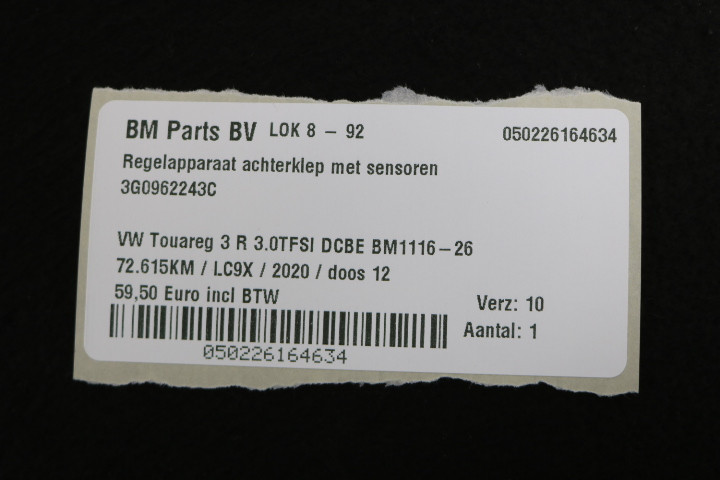 BM Parts BV LOK 8 - 92 050226164634
Regelapparaat achterklep met sensoren
3G0962243C
VW Touareg 3 R 3.0TFSI DCBE BM1116-26
72.615KM / LC9X / 2020 / doos 12
59,50 Euro incl BTW
Verz: 10
Aantal: 1
050226164634